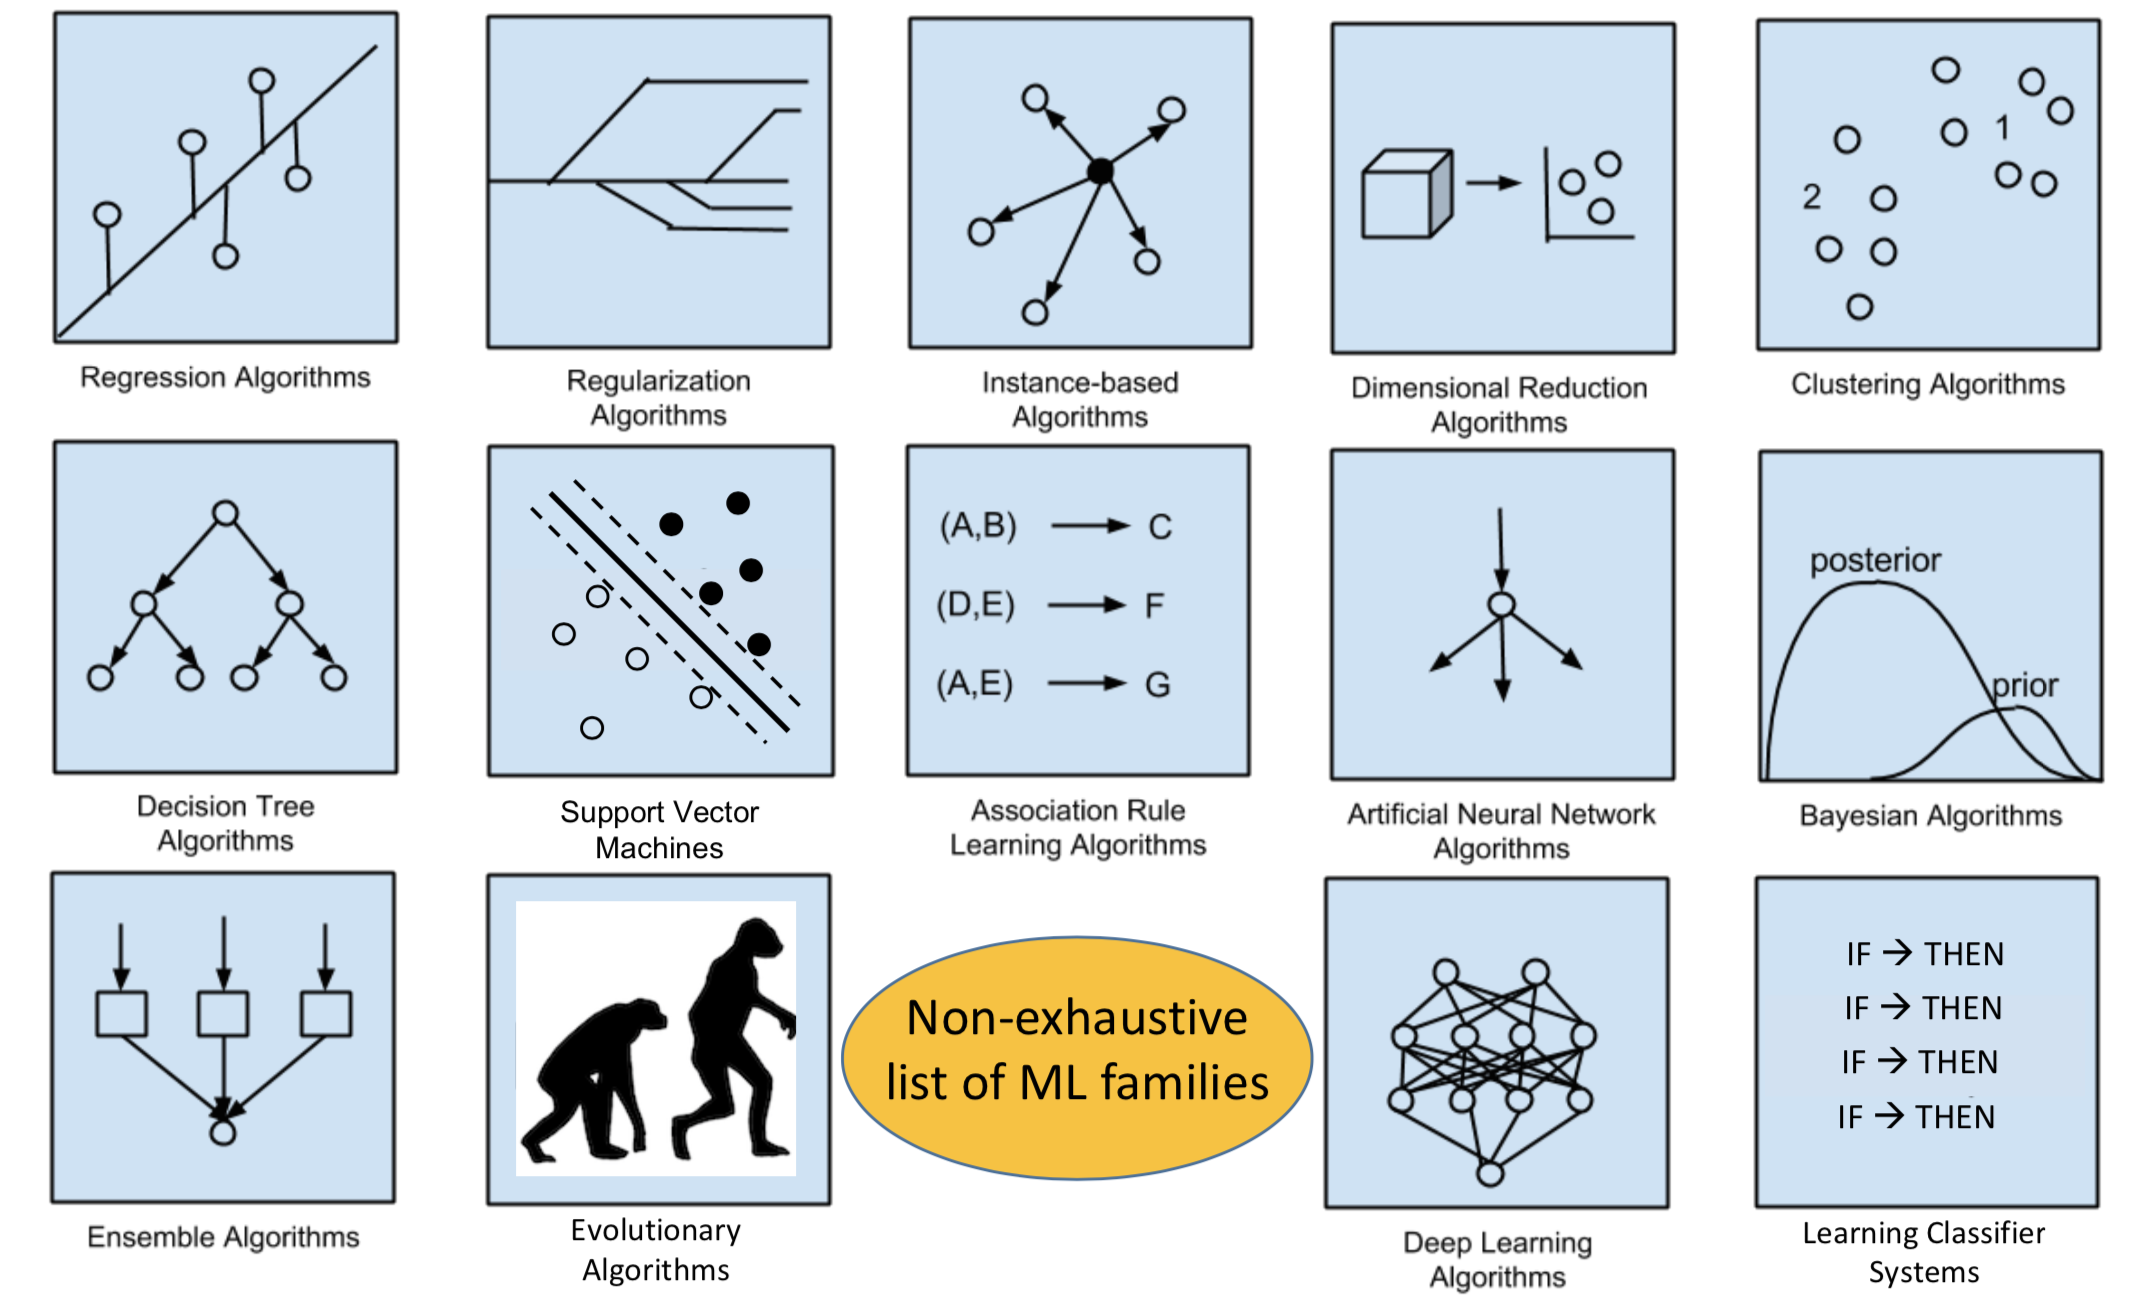 1
2
Regression Algorithms
Regularization
Algorithms
Instance-based
Algorithms
Dimensional Reduction
Algorithms
Clustering Algorithms
(A,B) → C
(D,E) → F
(A,E) → G
posterior
prior
Decision Tree
Algorithms
Support Vector
Machines
Association Rule
Learning Algorithms
Artificial Neural Network
Algorithms
Bayesian Algorithms
Non-exhaustive
list of ML families
IF → THEN
IF → THEN
IF → THEN
IF → THEN
Ensemble Algorithms
Evolutionary
Algorithms
Deep Learning
Algorithms
Learning Classifier
Systems